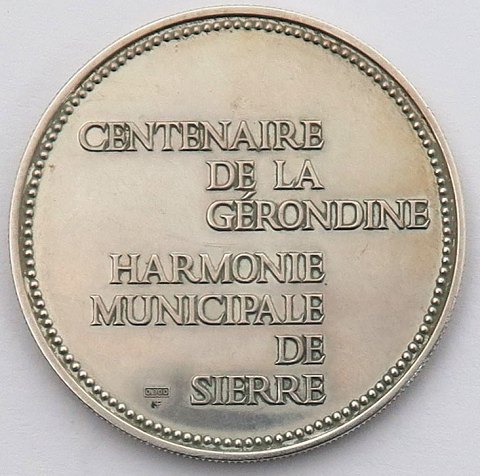 CENTENAIRE
DE LA
GÉRONDINE
HARMONIE
MUNICIPALE
DE
SIERRE